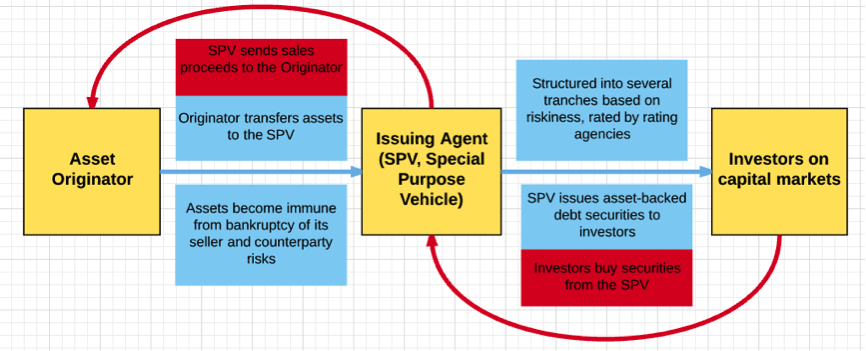 SPV sends sales
proceeds to the Originator
Originator transfers assets
to the SPV
Asset
Originator
Assets become immune
from bankruptcy of its
seller and counterparty
risks
Issuing Agent
(SPV, Special
Purpose
Vehicle)
Structured into several
tranches based on
riskiness, rated by rating
agencies
SPV issues asset-backed
debt securities to
investors
Investors buy securities
from the SPV
Investors on
capital markets